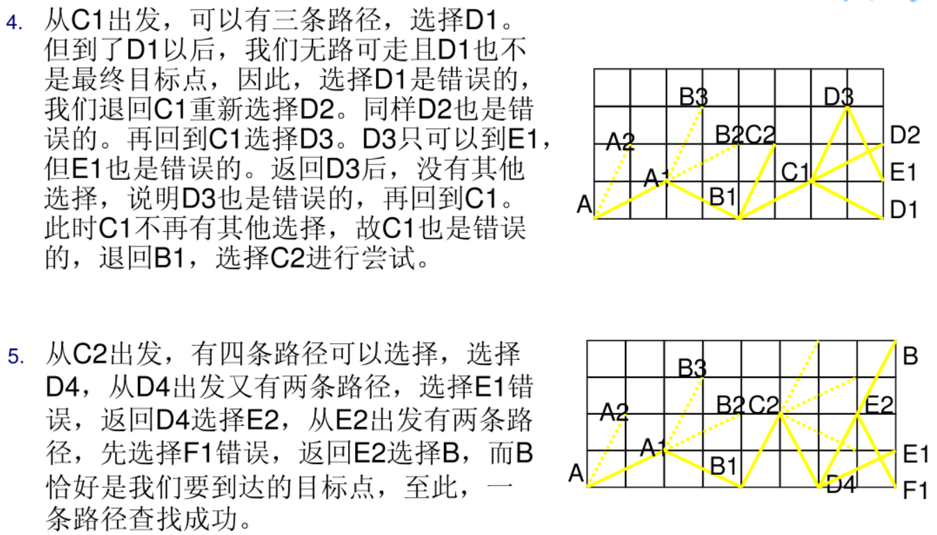 4. 从C1出发，可以有三条路径，选择D1。
但到了D1以后，我们无路可走且D1也不
是最终目标点，因此，选择D1是错误的，
我们退回C1重新选择D2。同样D2也是错
误的。再回到C1选择D3。D3只可以到E1，
但E1也是错误的。返回D3后，没有其他
选择，说明D3也是错误的，再回到C1。
此时C1不再有其他选择，故C1也是错误
的，退回B1，选择C2进行尝试。
B3 D3
A2 B2C2 D2
A1 C1 E1
A B1 D1
5. 从C2出发，有四条路径可以选择，选择
D4，从D4出发又有两条路径，选择E1错
误，返回D4选择E2，从E2出发有两条路
径，先选择F1错误，返回E2选择B，而B
恰好是我们要到达的目标点，至此，一
条路径查找成功。
B
B3
A2 B2C2 E2
A1 E1
A B1 D4 F1